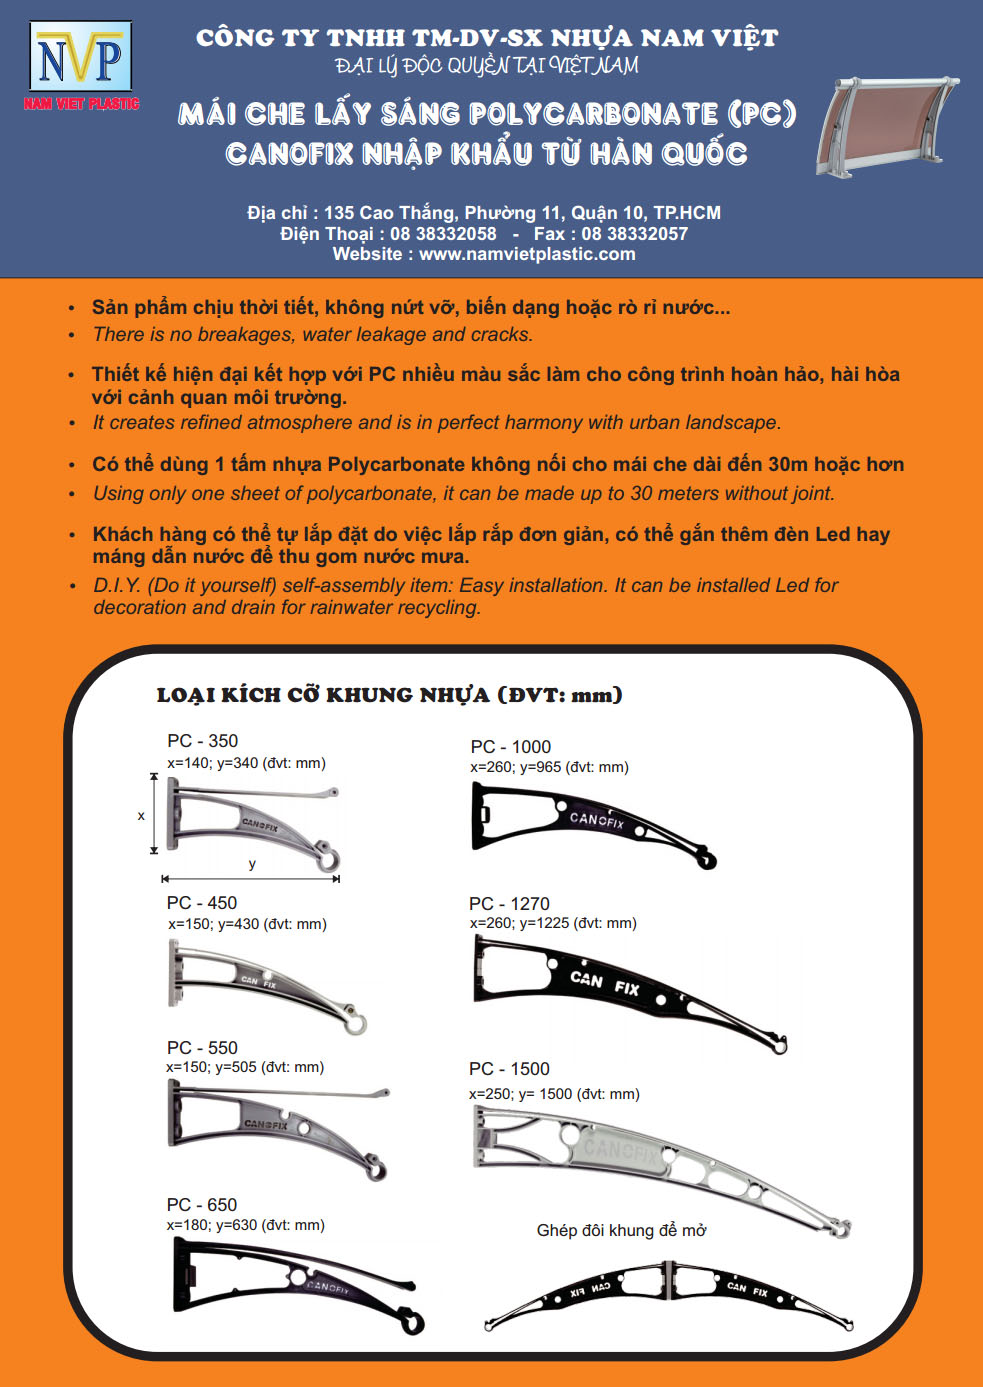 NVP
NAM VIET PLASTIC
CÔNG TY TNHH TM-DV-SX NHỰA NAM VIỆT
ĐẠI LÝ ĐỘC QUYỀN TẠI VIỆT NAM
MÁI CHE LẤY SÁNG POLYCARBONATE (PC)
CANOFIX NHẬP KHẨU TỪ HÀN QUỐC
Địa chỉ : 135 Cao Thắng, Phường 11, Quận 10, TP.HCM
Điện Thoại : 08 38332058 - Fax : 08 38332057
Website : www.namvietplastic.com
• Sản phẩm chịu thời tiết, không nứt vỡ, biến dạng hoặc rò rỉ nước...
• There is no breakages, water leakage and cracks.
• Thiết kế hiện đại kết hợp với PC nhiều màu sắc làm cho công trình hoàn hảo, hài hòa
với cảnh quan môi trường.
• It creates refined atmosphere and is in perfect harmony with urban landscape.
• Có thể dùng 1 tấm nhựa Polycarbonate không nối cho mái che dài đến 30m hoặc hơn
• Using only one sheet of polycarbonate, it can be made up to 30 meters without joint.
• Khách hàng có thể tự lắp đặt do việc lắp rắp đơn giản, có thể gắn thêm đèn Led hay
máng dẫn nước để thu gom nước mưa.
• D.I.Y. (Do it yourself) self-assembly item: Easy installation. It can be installed Led for
decoration and drain for rainwater recycling.
LOẠI KÍCH CỠ KHUNG NHỰA (ĐVT: mm)
PC - 350
x=140; y=340 (đvt: mm)
x
CANOFIX
y
PC - 450
x=150; y=430 (đvt: mm)
CAN FIX
PC - 550
x=150; y=505 (đvt: mm)
CANOFIX
PC - 650
x=180; y=630 (đvt: mm)
CANOFIX
PC - 1000
x=260; y=965 (đvt: mm)
CANOFIX
PC - 1270
x=260; y=1225 (đvt: mm)
CAN FIX
PC - 1500
x=250; y= 1500 (đvt: mm)
CANOFIX
Ghép đôi khung để mở
CAN FIX
CAN FIX